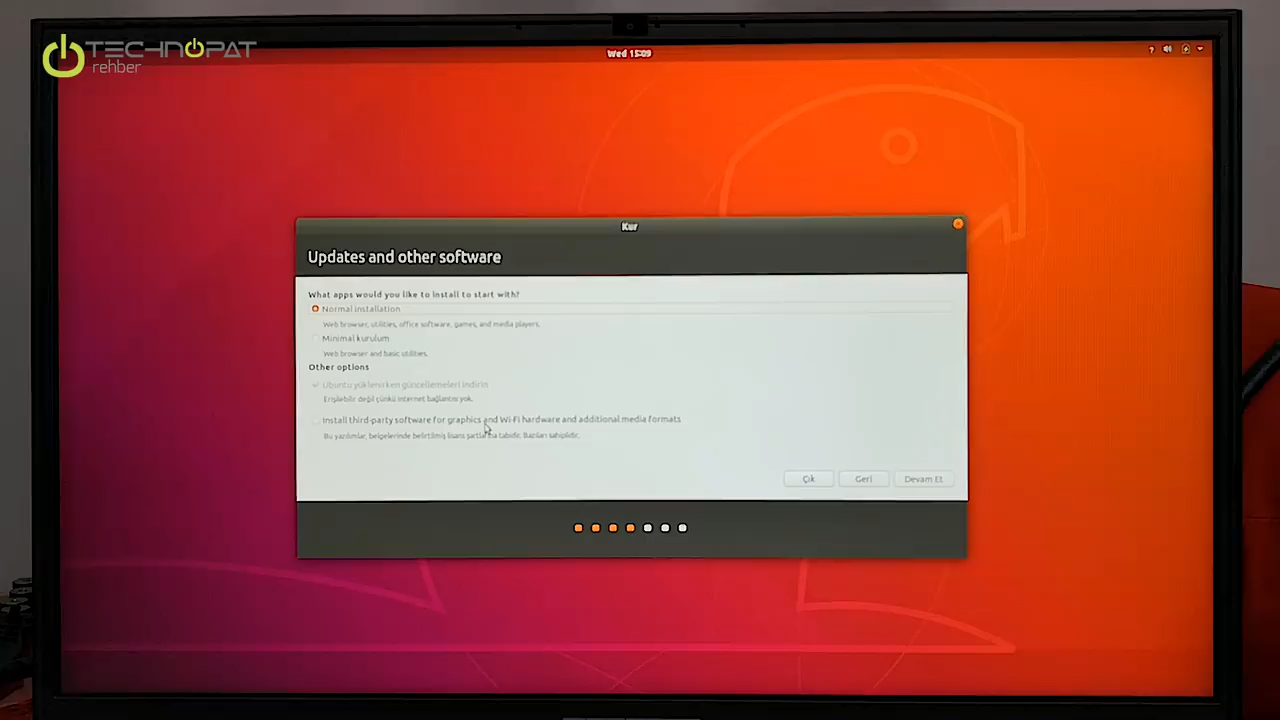 TECHNOPAT
rehber
Wed 15:09
Kur
Updates and other software
What apps would you like to install to start with?
Normal installation
Web browser, utilities, office software, games, and media players.
Minimal kurulum
Web browser and basic utilities.
Other options
Ubuntu yüklenirken güncellemeleri indirin
Erişilebilir değil çünkü internet bağlantısı yok.
Install third-party software for graphics and Wi-Fi hardware and additional media formats
Bu yazılımlar, belgelerinde belirtilmiş lisans şartlarına tabidir. Bazıları sahiplidir.
Çık
Geri
Devam Et